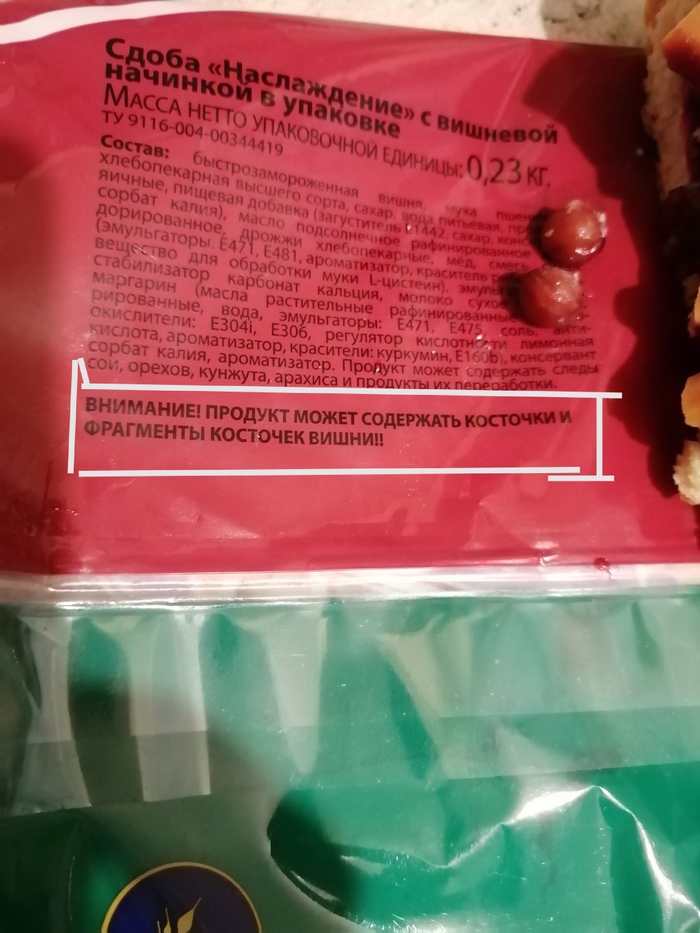 Сдоба «Наслаждение» с вишневой
начинкой в упаковке
Масса нетто упаковочной единицы: 0,23 кг.
ТУ 9116-004-00344419
Состав: быстрозамороженная вишня, мука
хлебопекарная высшего сорта, сахар, вода питьевая,
яичные, пищевая добавка (загуститель Е1442, сахар,
сорбат калия), масло подсолнечное рафинированное
дорированное, дрожжи хлебопекарные, мёд, смесь
(эмульгаторы: Е471, Е481, ароматизатор, краситель
вещество для обработки муки L-цистеин),
стабилизатор карбонат кальция, молоко сухое
маргарин (масла растительные рафинированные
рированные, вода, эмульгаторы: Е471, Е475, соль, анти-
окислители: Е304i, Е306, регулятор кислотности лимонная
кислота, ароматизатор, красители: куркумин, Е160b), консервант
сорбат калия, ароматизатор. Продукт может содержать следы
сои, орехов, кунжута, арахиса и продукты их переработки.
ВНИМАНИЕ! ПРОДУКТ МОЖЕТ СОДЕРЖАТЬ КОСТОЧКИ И
ФРАГМЕНТЫ КОСТОЧЕК ВИШНИ!!